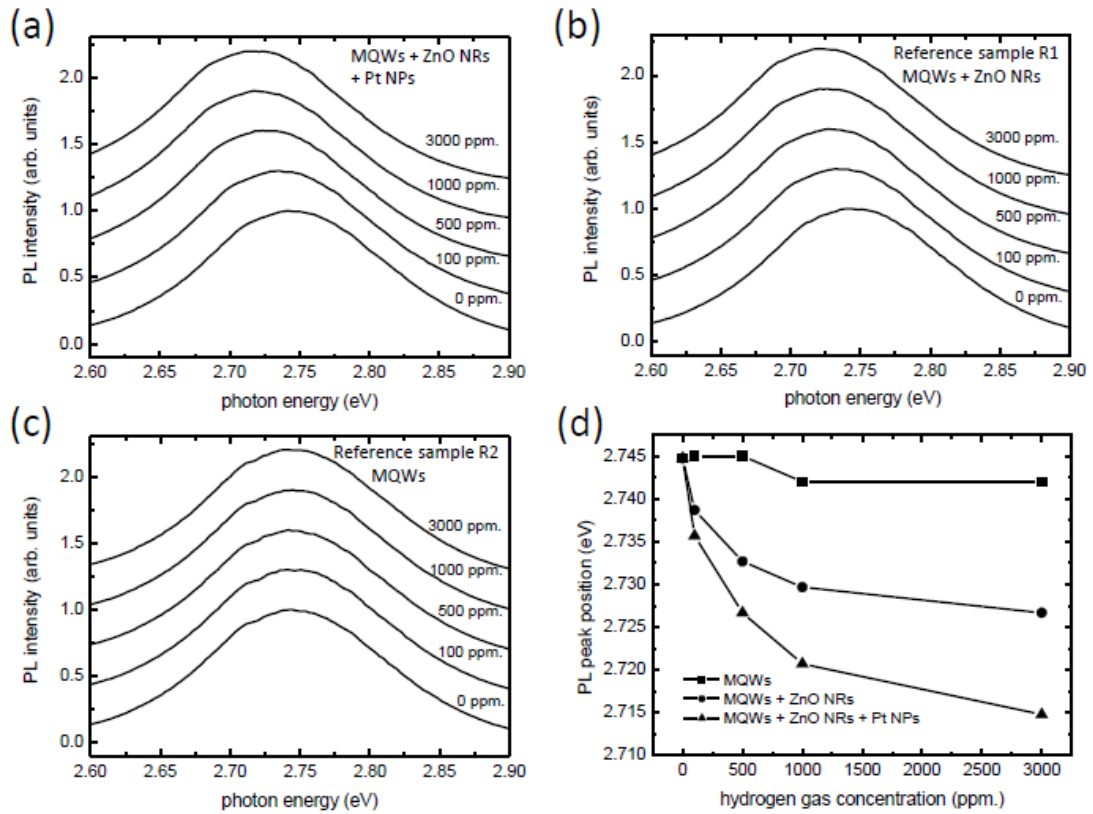 (a)
MQWs + ZnO NRs
+ Pt NPs
3000 ppm.
1000 ppm.
500 ppm.
100 ppm.
0 ppm.
PL intensity (arb. units)
2.0
1.5
1.0
0.5
0.0
2.60 2.65 2.70 2.75 2.80 2.85 2.90
photon energy (eV)
(b)
Reference sample R1
MQWs + ZnO NRs
3000 ppm.
1000 ppm.
500 ppm.
100 ppm.
0 ppm.
PL intensity (arb. units)
2.0
1.5
1.0
0.5
0.0
2.60 2.65 2.70 2.75 2.80 2.85 2.90
photon energy (eV)
(c)
Reference sample R2
MQWs
3000 ppm.
1000 ppm.
500 ppm.
100 ppm.
0 ppm.
PL intensity (arb. units)
2.0
1.5
1.0
0.5
0.0
2.60 2.65 2.70 2.75 2.80 2.85 2.90
photon energy (eV)
(d)
PL peak position (eV)
2.745
2.740
2.735
2.730
2.725
2.720
2.715
2.710
MQWs
MQWs + ZnO NRs
MQWs + ZnO NRs + Pt NPs
0 500 1000 1500 2000 2500 3000
hydrogen gas concentration (ppm.)